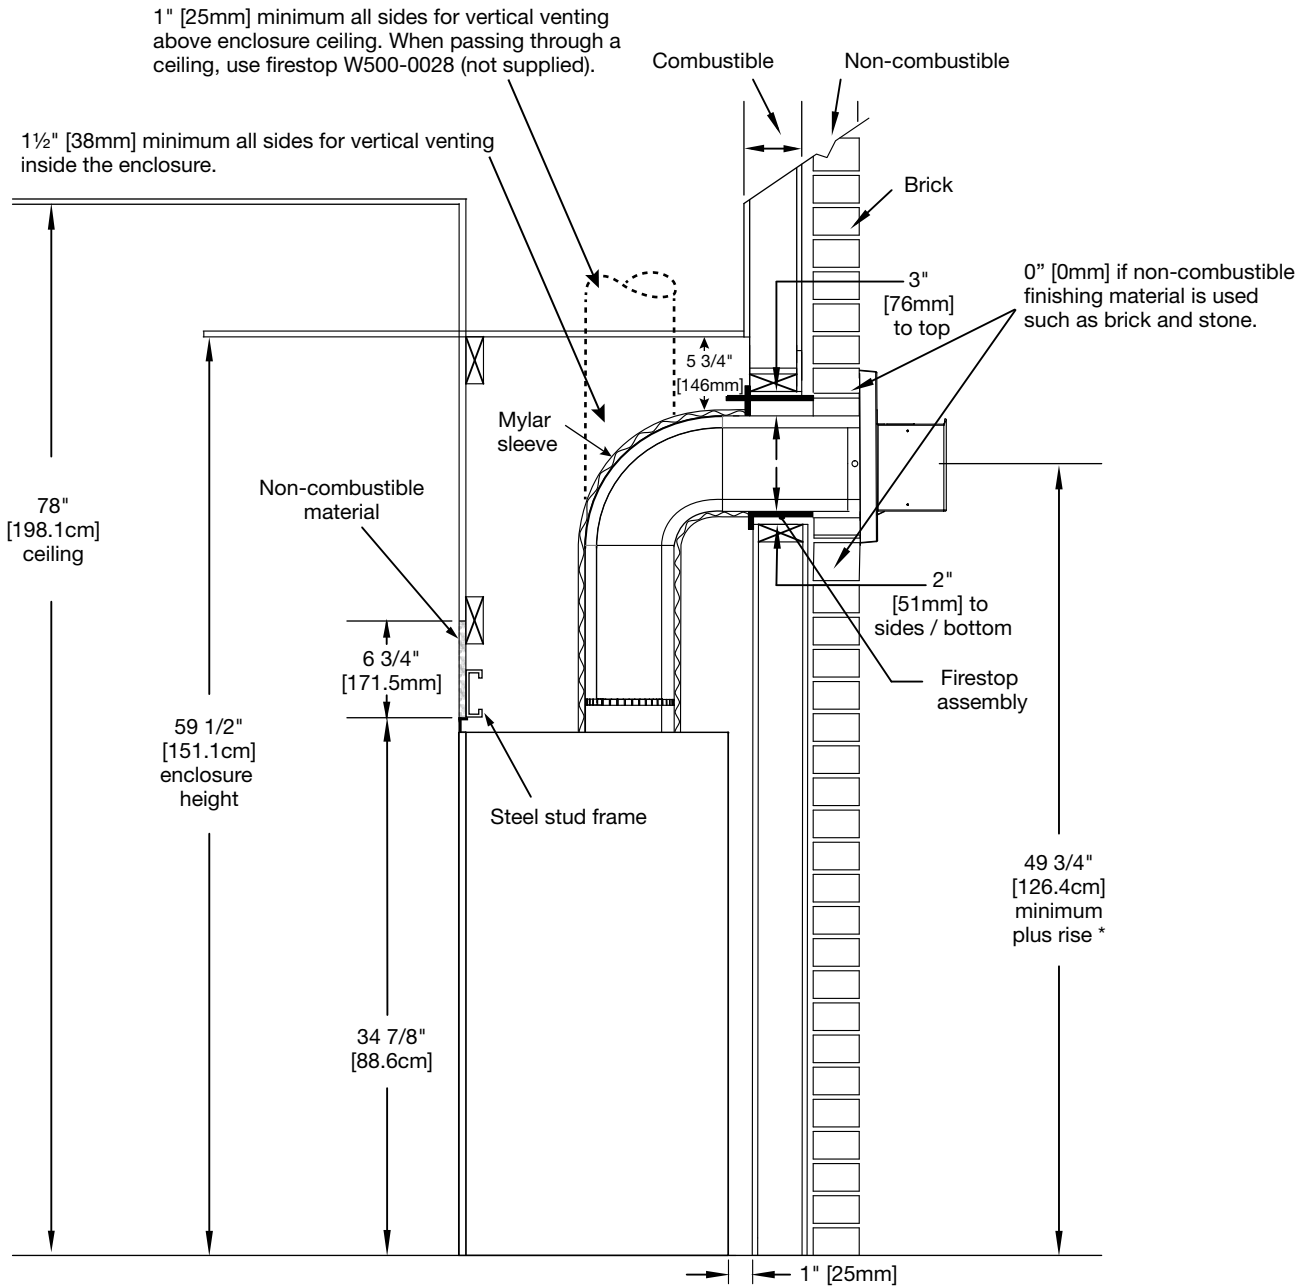 1" [25mm] minimum all sides for vertical venting
above enclosure ceiling. When passing through a
ceiling, use firestop W500-0028 (not supplied).
Combustible
Non-combustible
1½" [38mm] minimum all sides for vertical venting
inside the enclosure.
Brick
0” [0mm] if non-combustible
finishing material is used
such as brick and stone.
3"
[76mm]
to top
5 3/4"
[146mm]
Mylar
sleeve
Non-combustible
material
78"
[198.1cm]
ceiling
2"
[51mm] to
sides / bottom
6 3/4"
[171.5mm]
Firestop
assembly
59 1/2"
[151.1cm]
enclosure
height
Steel stud frame
49 3/4"
[126.4cm]
minimum
plus rise *
34 7/8"
[88.6cm]
1" [25mm]